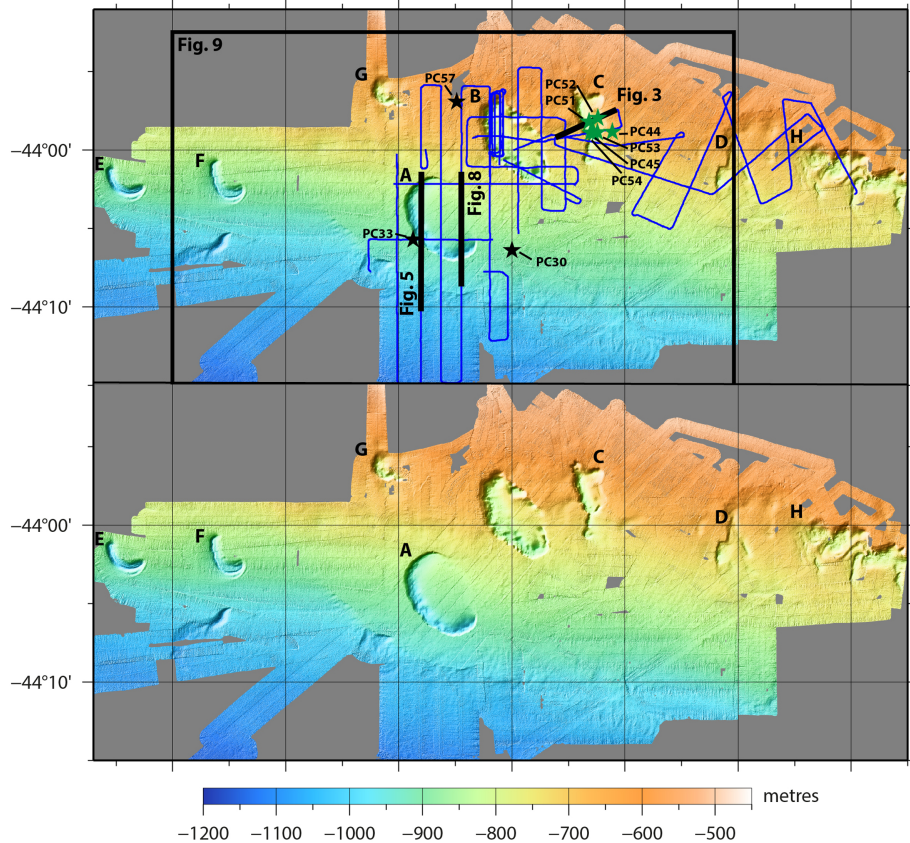 Fig. 9
G
PC57
B
PC52
C
PC51
Fig. 3
PC44
−44°00'
D
H
PC53
E
F
A
PC45
PC54
Fig. 8
PC33
PC30
Fig. 5
−44°10'
G
C
−44°00'
D
H
E
F
A
−44°10'
metres
−1200 −1100 −1000 −900 −800 −700 −600 −500